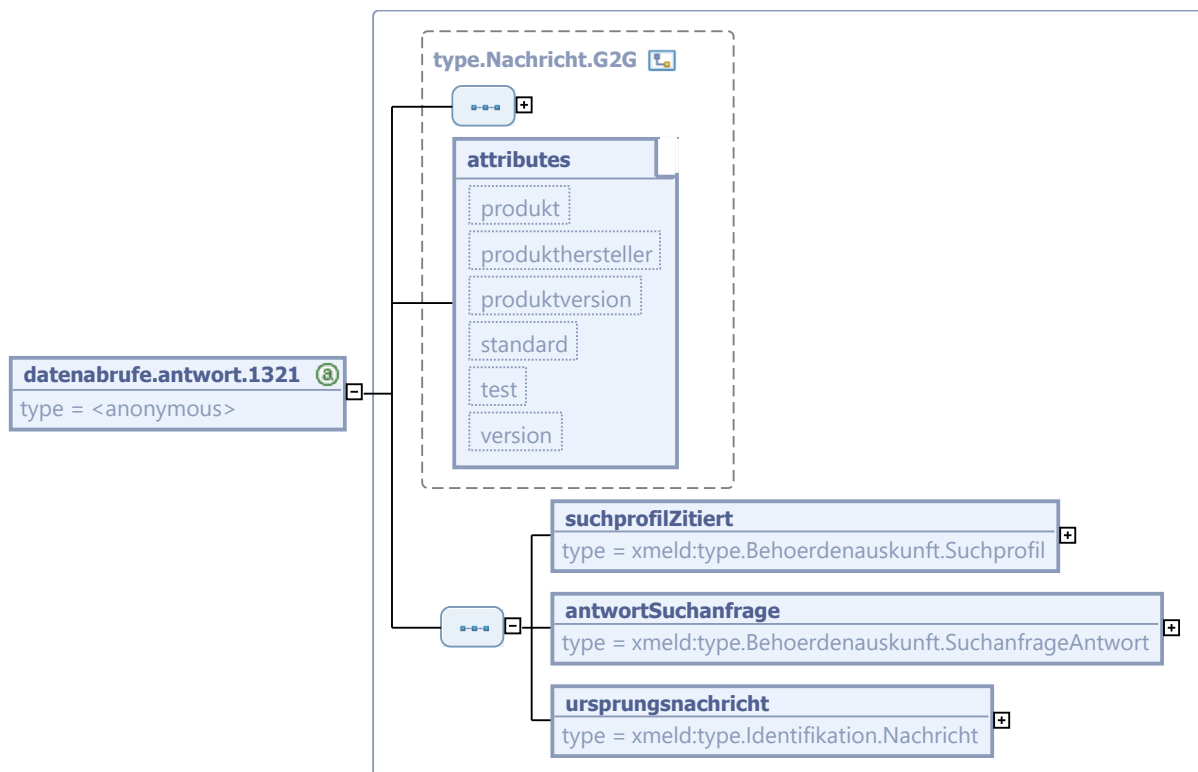 type.Nachricht.G2G
attributes
produkt
produkthersteller
produktversion
standard
test
version
datenabrufe.antwort.1321
type = <anonymous>
suchprofilZitiert
type = xmeld:type.Behoerdenauskunft.Suchprofil
antwortSuchanfrage
type = xmeld:type.Behoerdenauskunft.SuchanfrageAntwort
ursprungsnachricht
type = xmeld:type.Identifikation.Nachricht